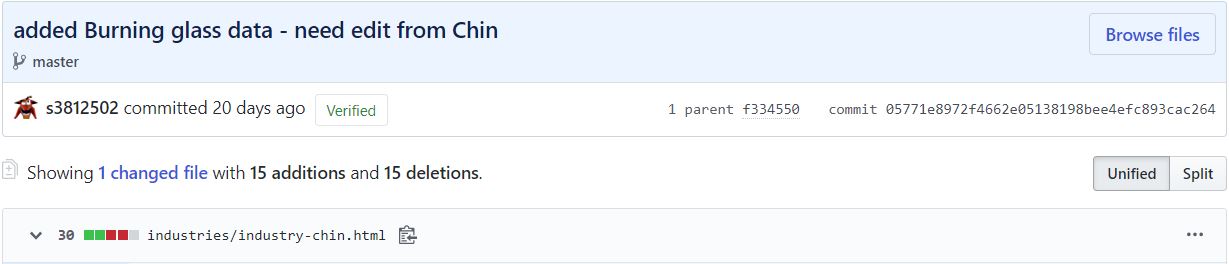 added Burning glass data - need edit from Chin
Browse files
master
s3812502 committed 20 days ago Verified
1 parent f334550 commit 05771e8972f4662e05138198bee4efc893cac264
Showing 1 changed file with 15 additions and 15 deletions.
Unified Split
30 industries/industry-chin.html